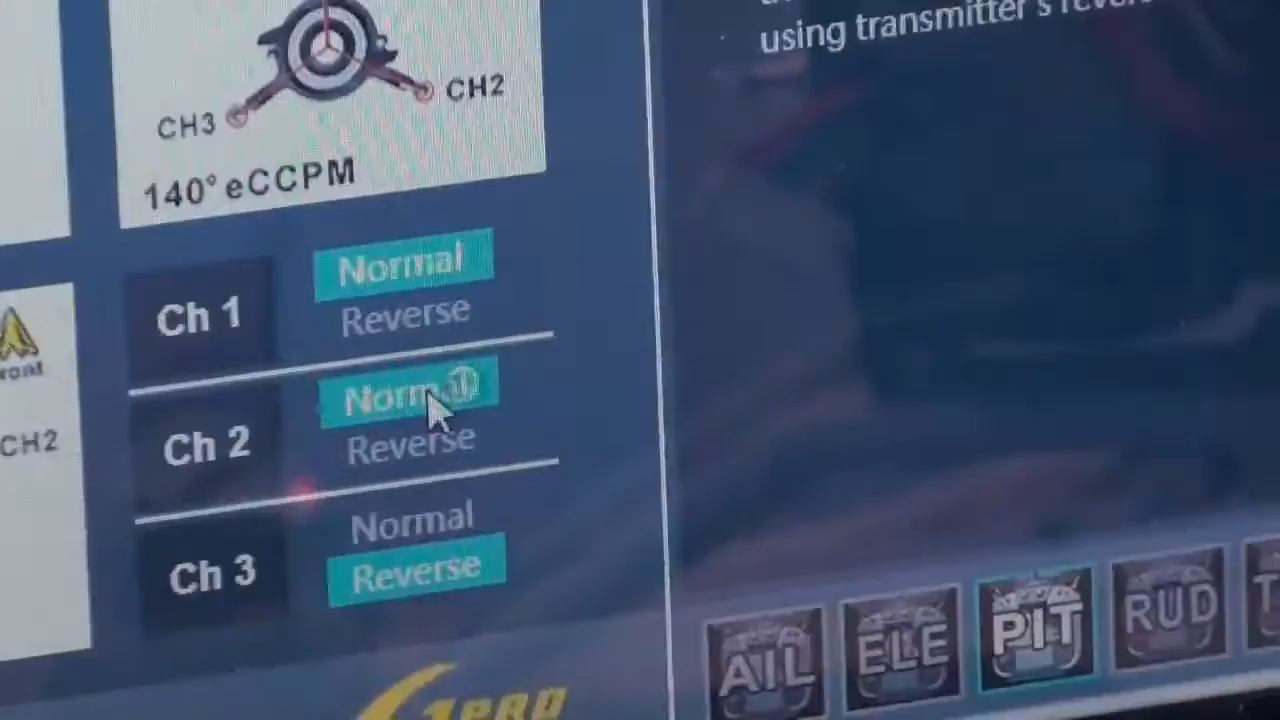 using transmitter's
CH2
CH3
140° eCCPM
Ch 1
Normal
Reverse
CH2
Ch 2
Normal
Reverse
Ch 3
Normal
Reverse
AIL
ELE
PIT
RUD